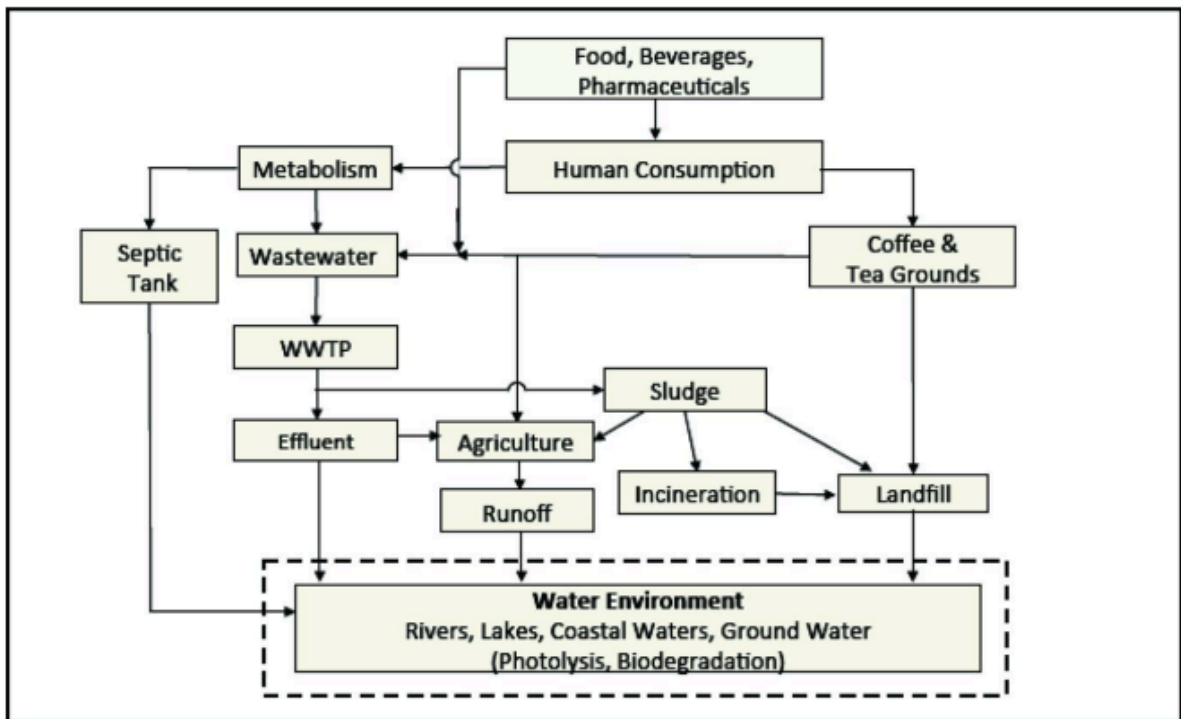 Food, Beverages,
Pharmaceuticals
Metabolism
Human Consumption
Septic
Tank
Wastewater
Coffee &
Tea Grounds
WWTP
Sludge
Effluent
Agriculture
Incineration
Landfill
Runoff
Water Environment
Rivers, Lakes, Coastal Waters, Ground Water
(Photolysis, Biodegradation)